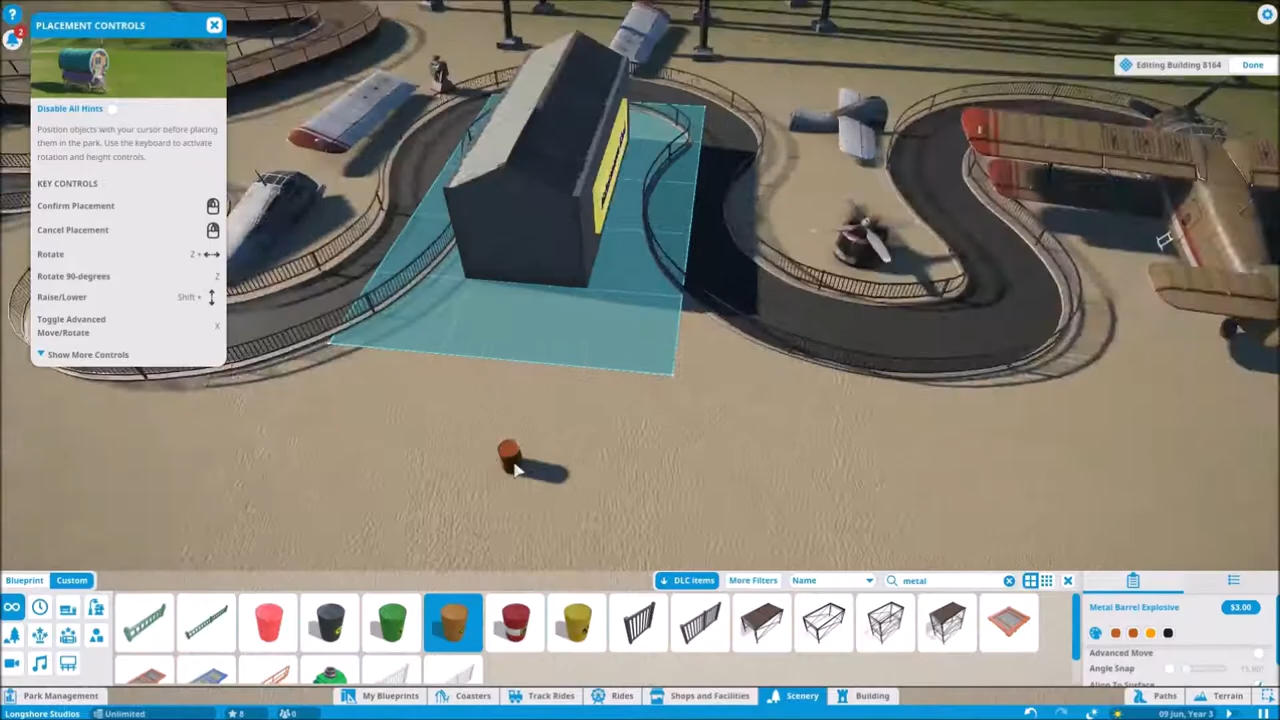 ?
2
PLACEMENT CONTROLS
Disable All Hints
Position objects with your cursor before placing
them in the park. Use the keyboard to activate
rotation and height controls.
KEY CONTROLS
Confirm Placement
Cancel Placement
Rotate Z +
Rotate 90-degrees Z
Raise/Lower Shift +
Toggle Advanced
Move/Rotate X
Show More Controls
Editing Building 8164 Done
Blueprint Custom
DLC items More Filters Name metal
Metal Barrel Explosive $3.00
Advanced Move
Angle Snap
Park Management My Blueprints Coasters Track Rides Rides Shops and Facilities Scenery Building Paths Terrain
Longshore Studios Unlimited 8 0 09 Jun, Year 3